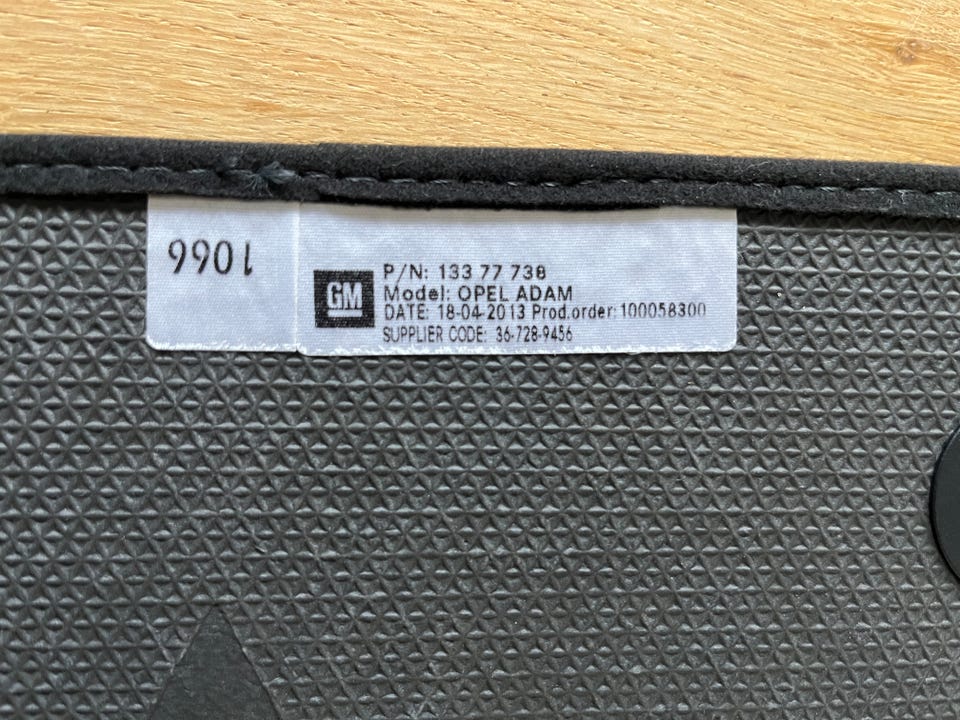 1066
GM
P/N: 133 77 738
Model: OPEL ADAM
DATE: 18-04-2013 Prod.order: 100058300
SUPPLIER CODE: 36-728-9456